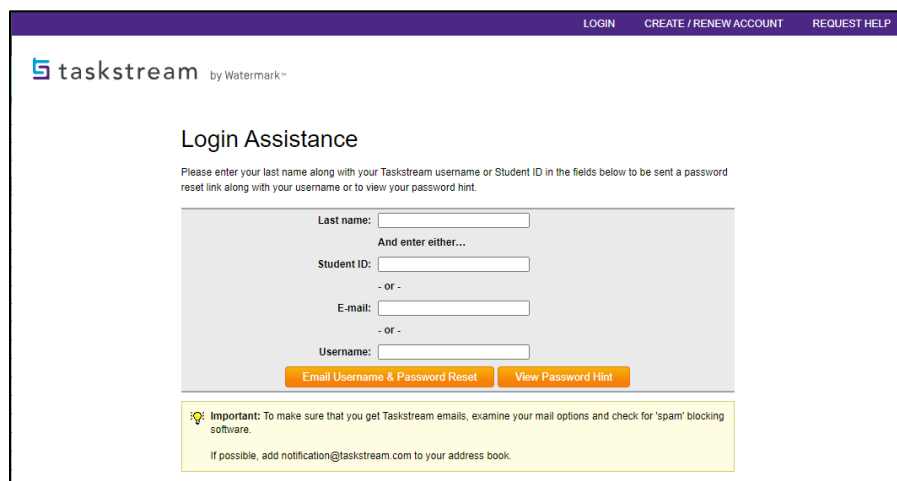 LOGIN CREATE / RENEW ACCOUNT REQUEST HELP
taskstream by Watermark™
Login Assistance
Please enter your last name along with your Taskstream username or Student ID in the fields below to be sent a password
reset link along with your username or to view your password hint.
Last name:
And enter either...
Student ID:
- or -
E-mail:
- or -
Username:
Email Username & Password Reset View Password Hint
Important: To make sure that you get Taskstream emails, examine your mail options and check for 'spam' blocking
software.
If possible, add notification@taskstream.com to your address book.